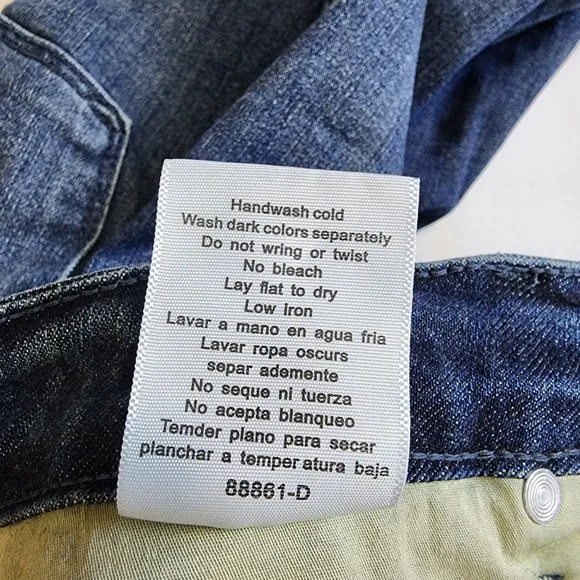 Handwash cold
Wash dark colors separately
Do not wring or twist
No bleach
Lay flat to dry
Low Iron
Lavar a mano en agua fria
Lavar ropa oscurs
separ ademente
No seque ni tuerza
No acepta blanqueo
Temder plano para secar
planchar a temper atura baja
88861-D